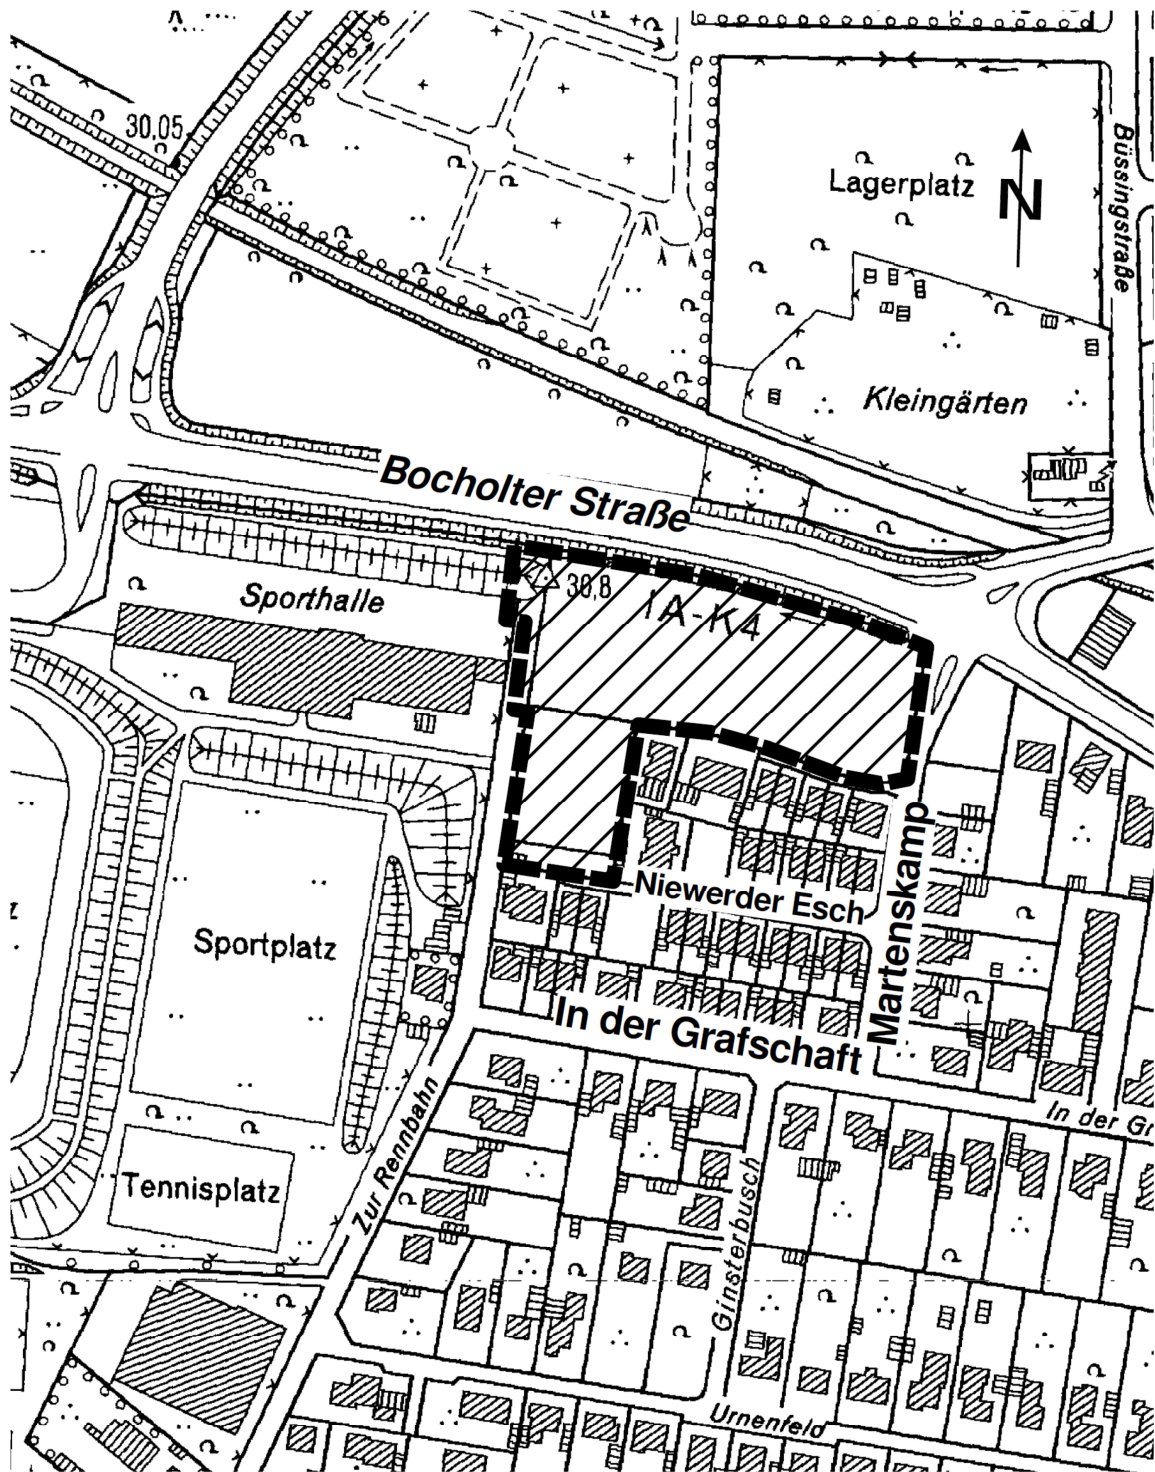 30,05
Lagerplatz
N
Büssingstraße
Kleingärten
Bocholter Straße
Sporthalle
30,8
IA-K4
Niewerder Esch
Martenskamp
Sportplatz
In der Grafschaft
In der Gr
Zur Rennbahn
Tennisplatz
Ginsterbusch
Urnenfeld